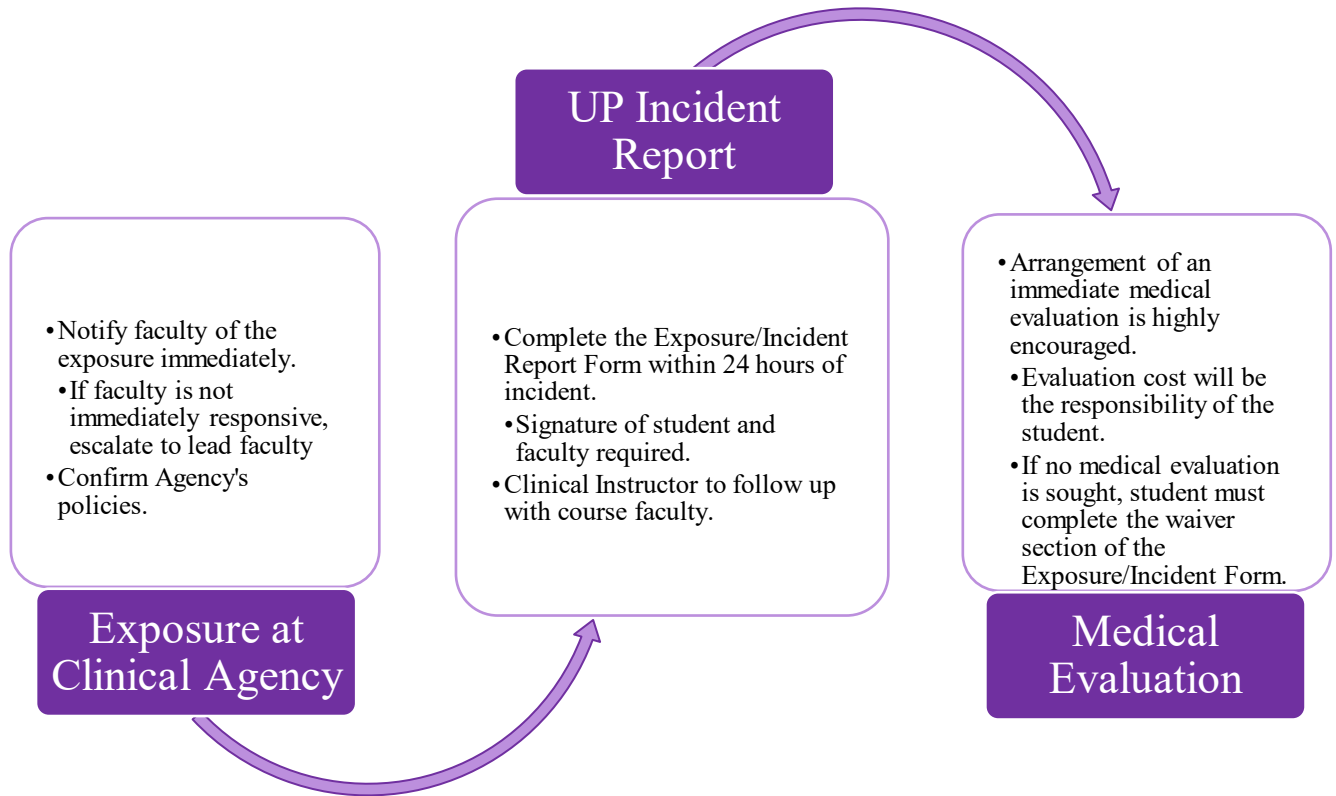 •Notify faculty of the
exposure immediately.
•If faculty is not
immediately responsive,
escalate to lead faculty
•Confirm Agency's
policies.
Exposure at
Clinical Agency
UP Incident
Report
•Complete the Exposure/Incident
Report Form within 24 hours of
incident.
•Signature of student and
faculty required.
•Clinical Instructor to follow up
with course faculty.
•Arrangement of an
immediate medical
evaluation is highly
encouraged.
•Evaluation cost will be
the responsibility of the
student.
•If no medical evaluation
is sought, student must
complete the waiver
section of the
Exposure/Incident Form.
Medical
Evaluation